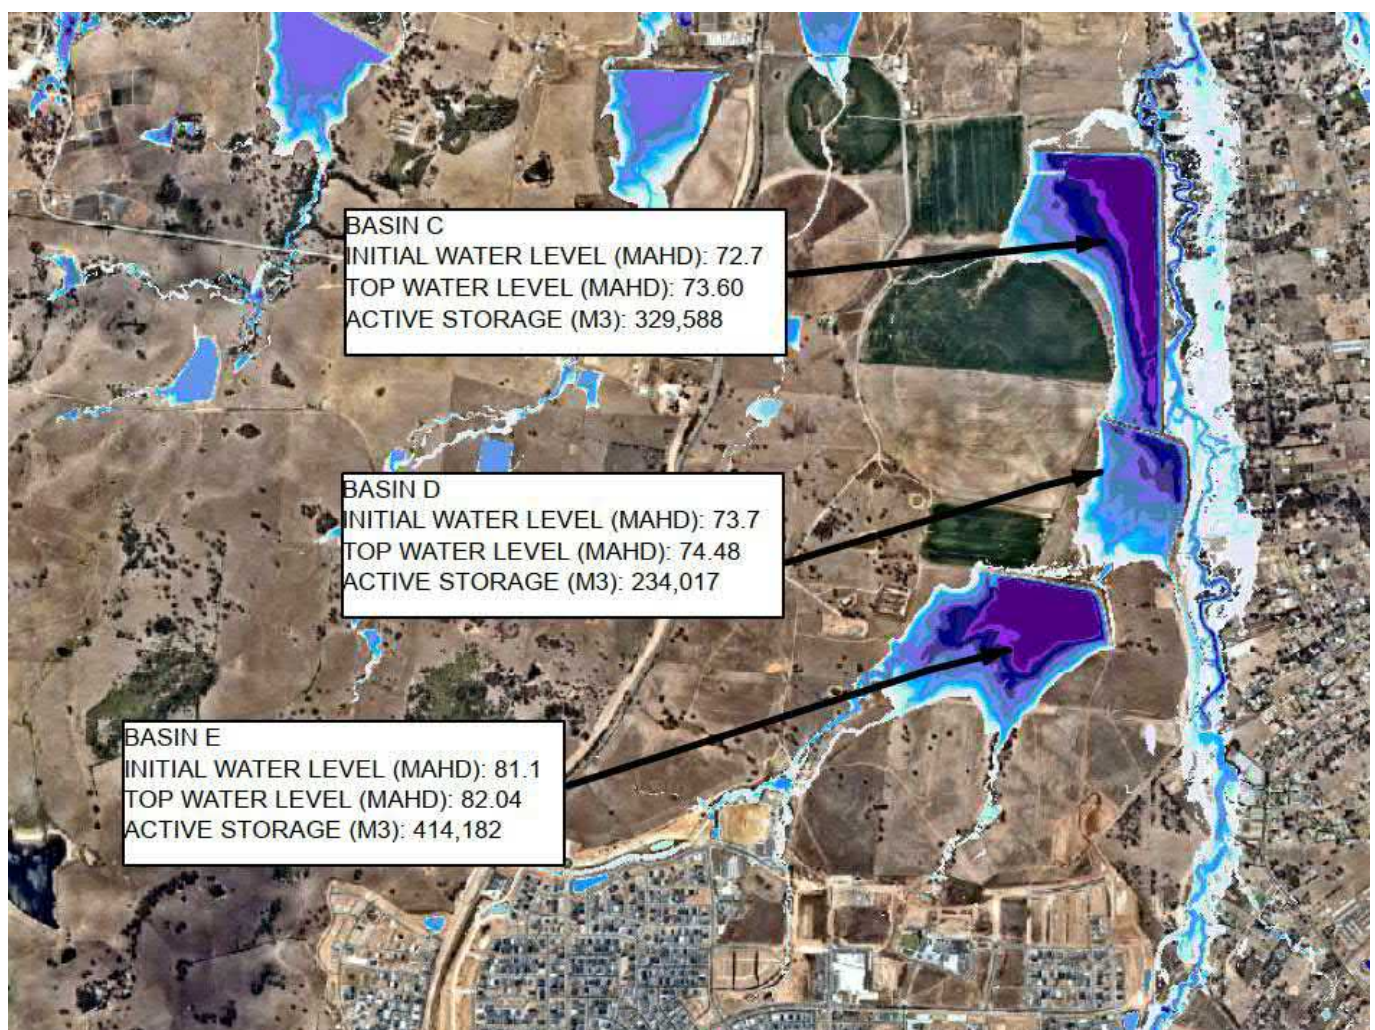 BASIN C
INITIAL WATER LEVEL (MAHD): 72.7
TOP WATER LEVEL (MAHD): 73.60
ACTIVE STORAGE (M3): 329,588
BASIN D
INITIAL WATER LEVEL (MAHD): 73.7
TOP WATER LEVEL (MAHD): 74.48
ACTIVE STORAGE (M3): 234,017
BASIN E
INITIAL WATER LEVEL (MAHD): 81.1
TOP WATER LEVEL (MAHD): 82.04
ACTIVE STORAGE (M3): 414,182